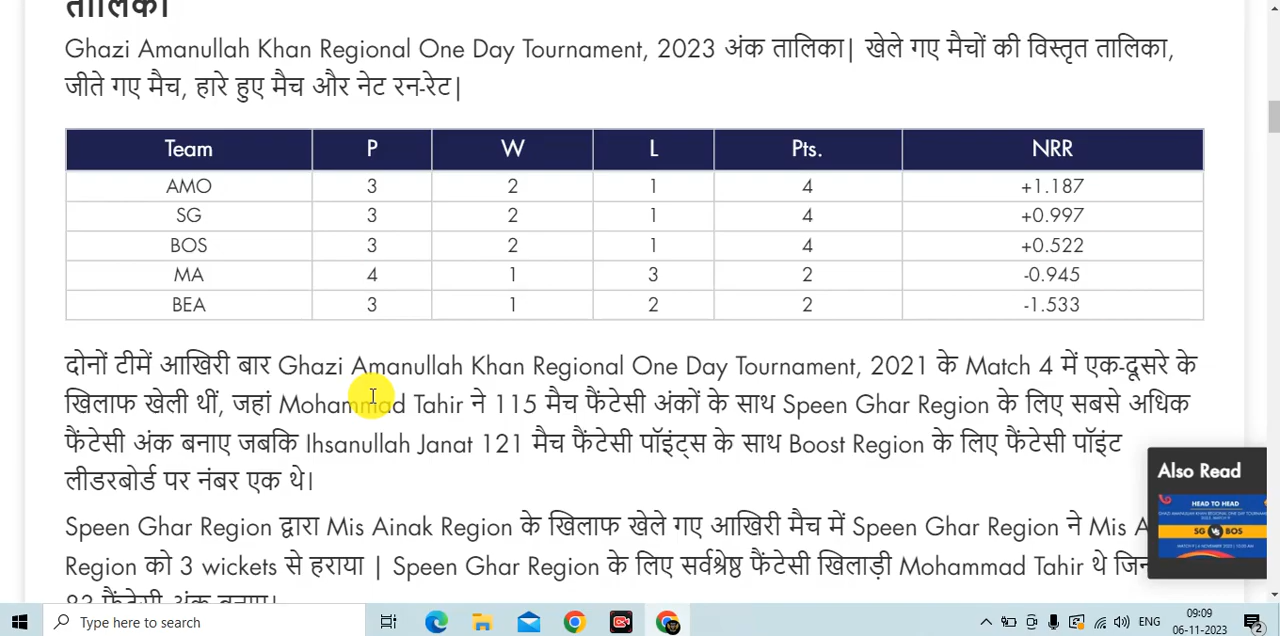 तालिका
Ghazi Amanullah Khan Regional One Day Tournament, 2023 अंक तालिका| खेले गए मैचों की विस्तृत तालिका,
जीते गए मैच, हारे हुए मैच और नेट रन-रेट|
Team P W L Pts. NRR
AMO 3 2 1 4 +1.187
SG 3 2 1 4 +0.997
BOS 3 2 1 4 +0.522
MA 4 1 3 2 -0.945
BEA 3 1 2 2 -1.533
दोनों टीमें आखिरी बार Ghazi Amanullah Khan Regional One Day Tournament, 2021 के Match 4 में एक-दूसरे के
खिलाफ खेली थीं, जहां Mohammad Tahir ने 115 मैच फैंटेसी अंकों के साथ Speen Ghar Region के लिए सबसे अधिक
फैंटेसी अंक बनाए जबकि Ihsanullah Janat 121 मैच फैंटेसी पॉइंट्स के साथ Boost Region के लिए फैंटेसी पॉइंट
लीडरबोर्ड पर नंबर एक थे।
Also Read
HEAD TO HEAD
SG VS BOS
Speen Ghar Region द्वारा Mis Ainak Region के खिलाफ खेले गए आखिरी मैच में Speen Ghar Region ने Mis A
Region को 3 wickets से हराया | Speen Ghar Region के लिए सर्वश्रेष्ठ फैंटेसी खिलाड़ी Mohammad Tahir थे जिन
83 फैंटेसी अंक बनाए।
Type here to search
ENG
09:09
06-11-2023
2